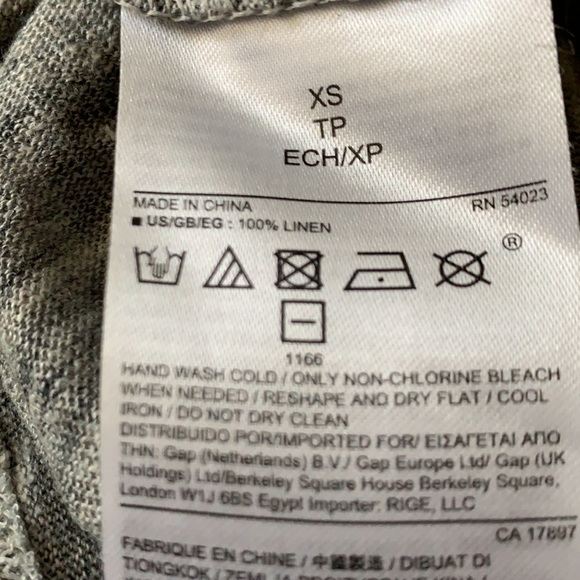 XS
TP
ECH/XP
MADE IN CHINA
RN 54023
■ US/GB/EG : 100% LINEN
®
1166
HAND WASH COLD / ONLY NON-CHLORINE BLEACH
WHEN NEEDED / RESHAPE AND DRY FLAT / COOL
IRON / DO NOT DRY CLEAN
DISTRIBUIDO POR/IMPORTED FOR/ ΕΙΣΑΓΕΤΑΙ ΑΠΟ
ΤΗΝ: Gap (Netherlands) B.V./ Gap Europe Ltd/ Gap (UK
Holdings) Ltd/Berkeley Square House Berkeley Square,
London W1J 6BS Egypt Importer: RIGE, LLC
CA 17897
FABRIQUE EN CHINE / 中國製造 / DIBUAT DI
TIONGKOK /